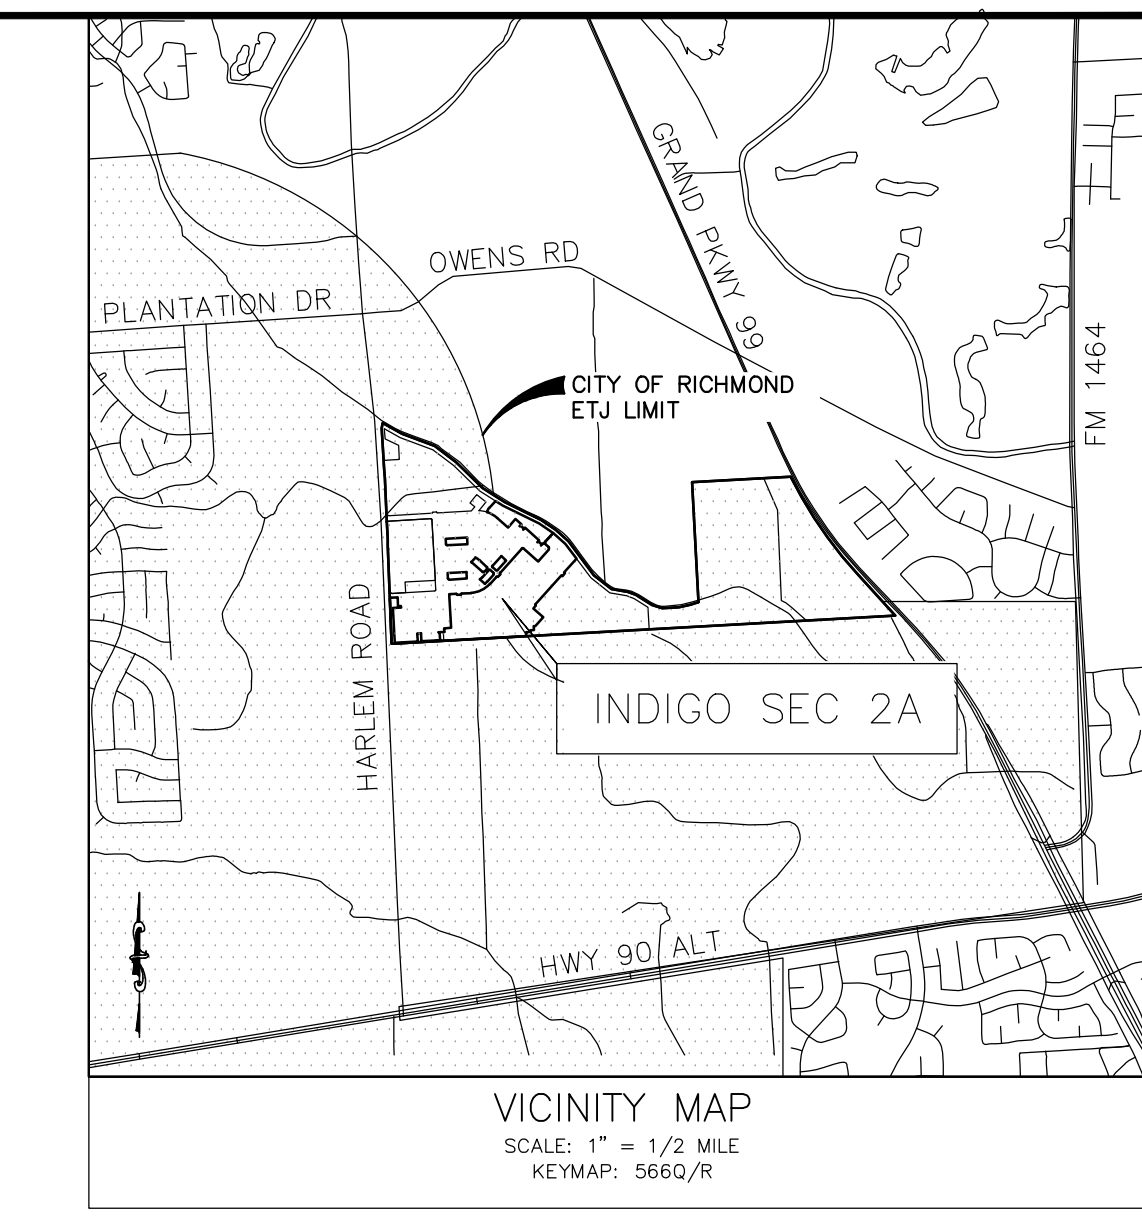 GRAND PKWY 99
OWENS RD
PLANTATION DR
FM 1464
CITY OF RICHMOND
ETJ LIMIT
HARLEM ROAD
INDIGO SEC 2A
HWY 90 ALT
VICINITY MAP
SCALE: 1" = 1/2 MILE
KEYMAP: 566Q/R